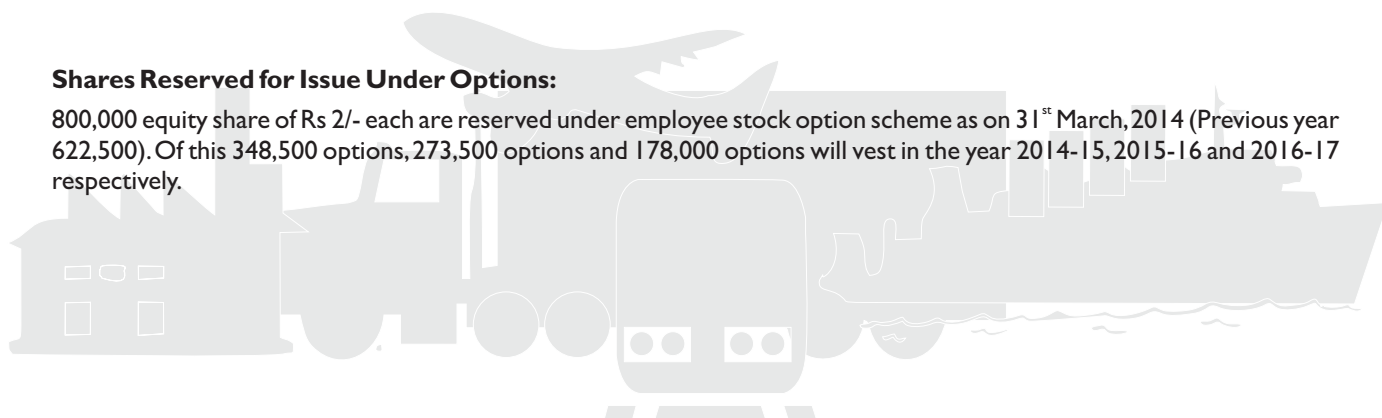 Shares Reserved for Issue Under Options:
800,000 equity share of Rs 2/- each are reserved under employee stock option scheme as on 31st March, 2014 (Previous year
622,500). Of this 348,500 options, 273,500 options and 178,000 options will vest in the year 2014-15, 2015-16 and 2016-17
respectively.